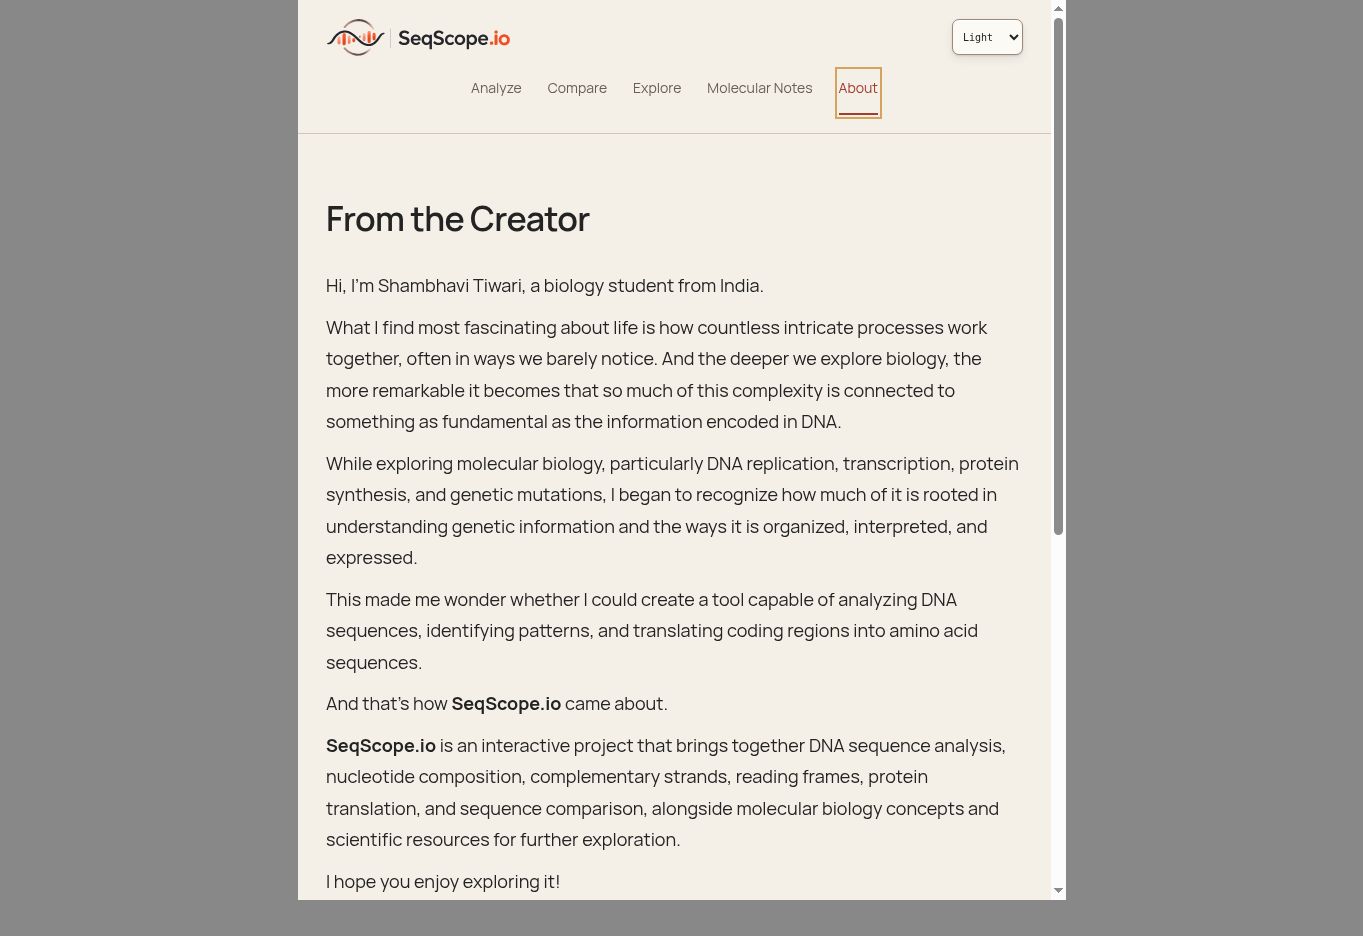 SeqScope.io
Light
Analyze Compare Explore Molecular Notes About
From the Creator
Hi, I'm Shambhavi Tiwari, a biology student from India.
What I find most fascinating about life is how countless intricate processes work
together, often in ways we barely notice. And the deeper we explore biology, the
more remarkable it becomes that so much of this complexity is connected to
something as fundamental as the information encoded in DNA.
While exploring molecular biology, particularly DNA replication, transcription, protein
synthesis, and genetic mutations, I began to recognize how much of it is rooted in
understanding genetic information and the ways it is organized, interpreted, and
expressed.
This made me wonder whether I could create a tool capable of analyzing DNA
sequences, identifying patterns, and translating coding regions into amino acid
sequences.
And that's how SeqScope.io came about.
SeqScope.io is an interactive project that brings together DNA sequence analysis,
nucleotide composition, complementary strands, reading frames, protein
translation, and sequence comparison, alongside molecular biology concepts and
scientific resources for further exploration.
I hope you enjoy exploring it!